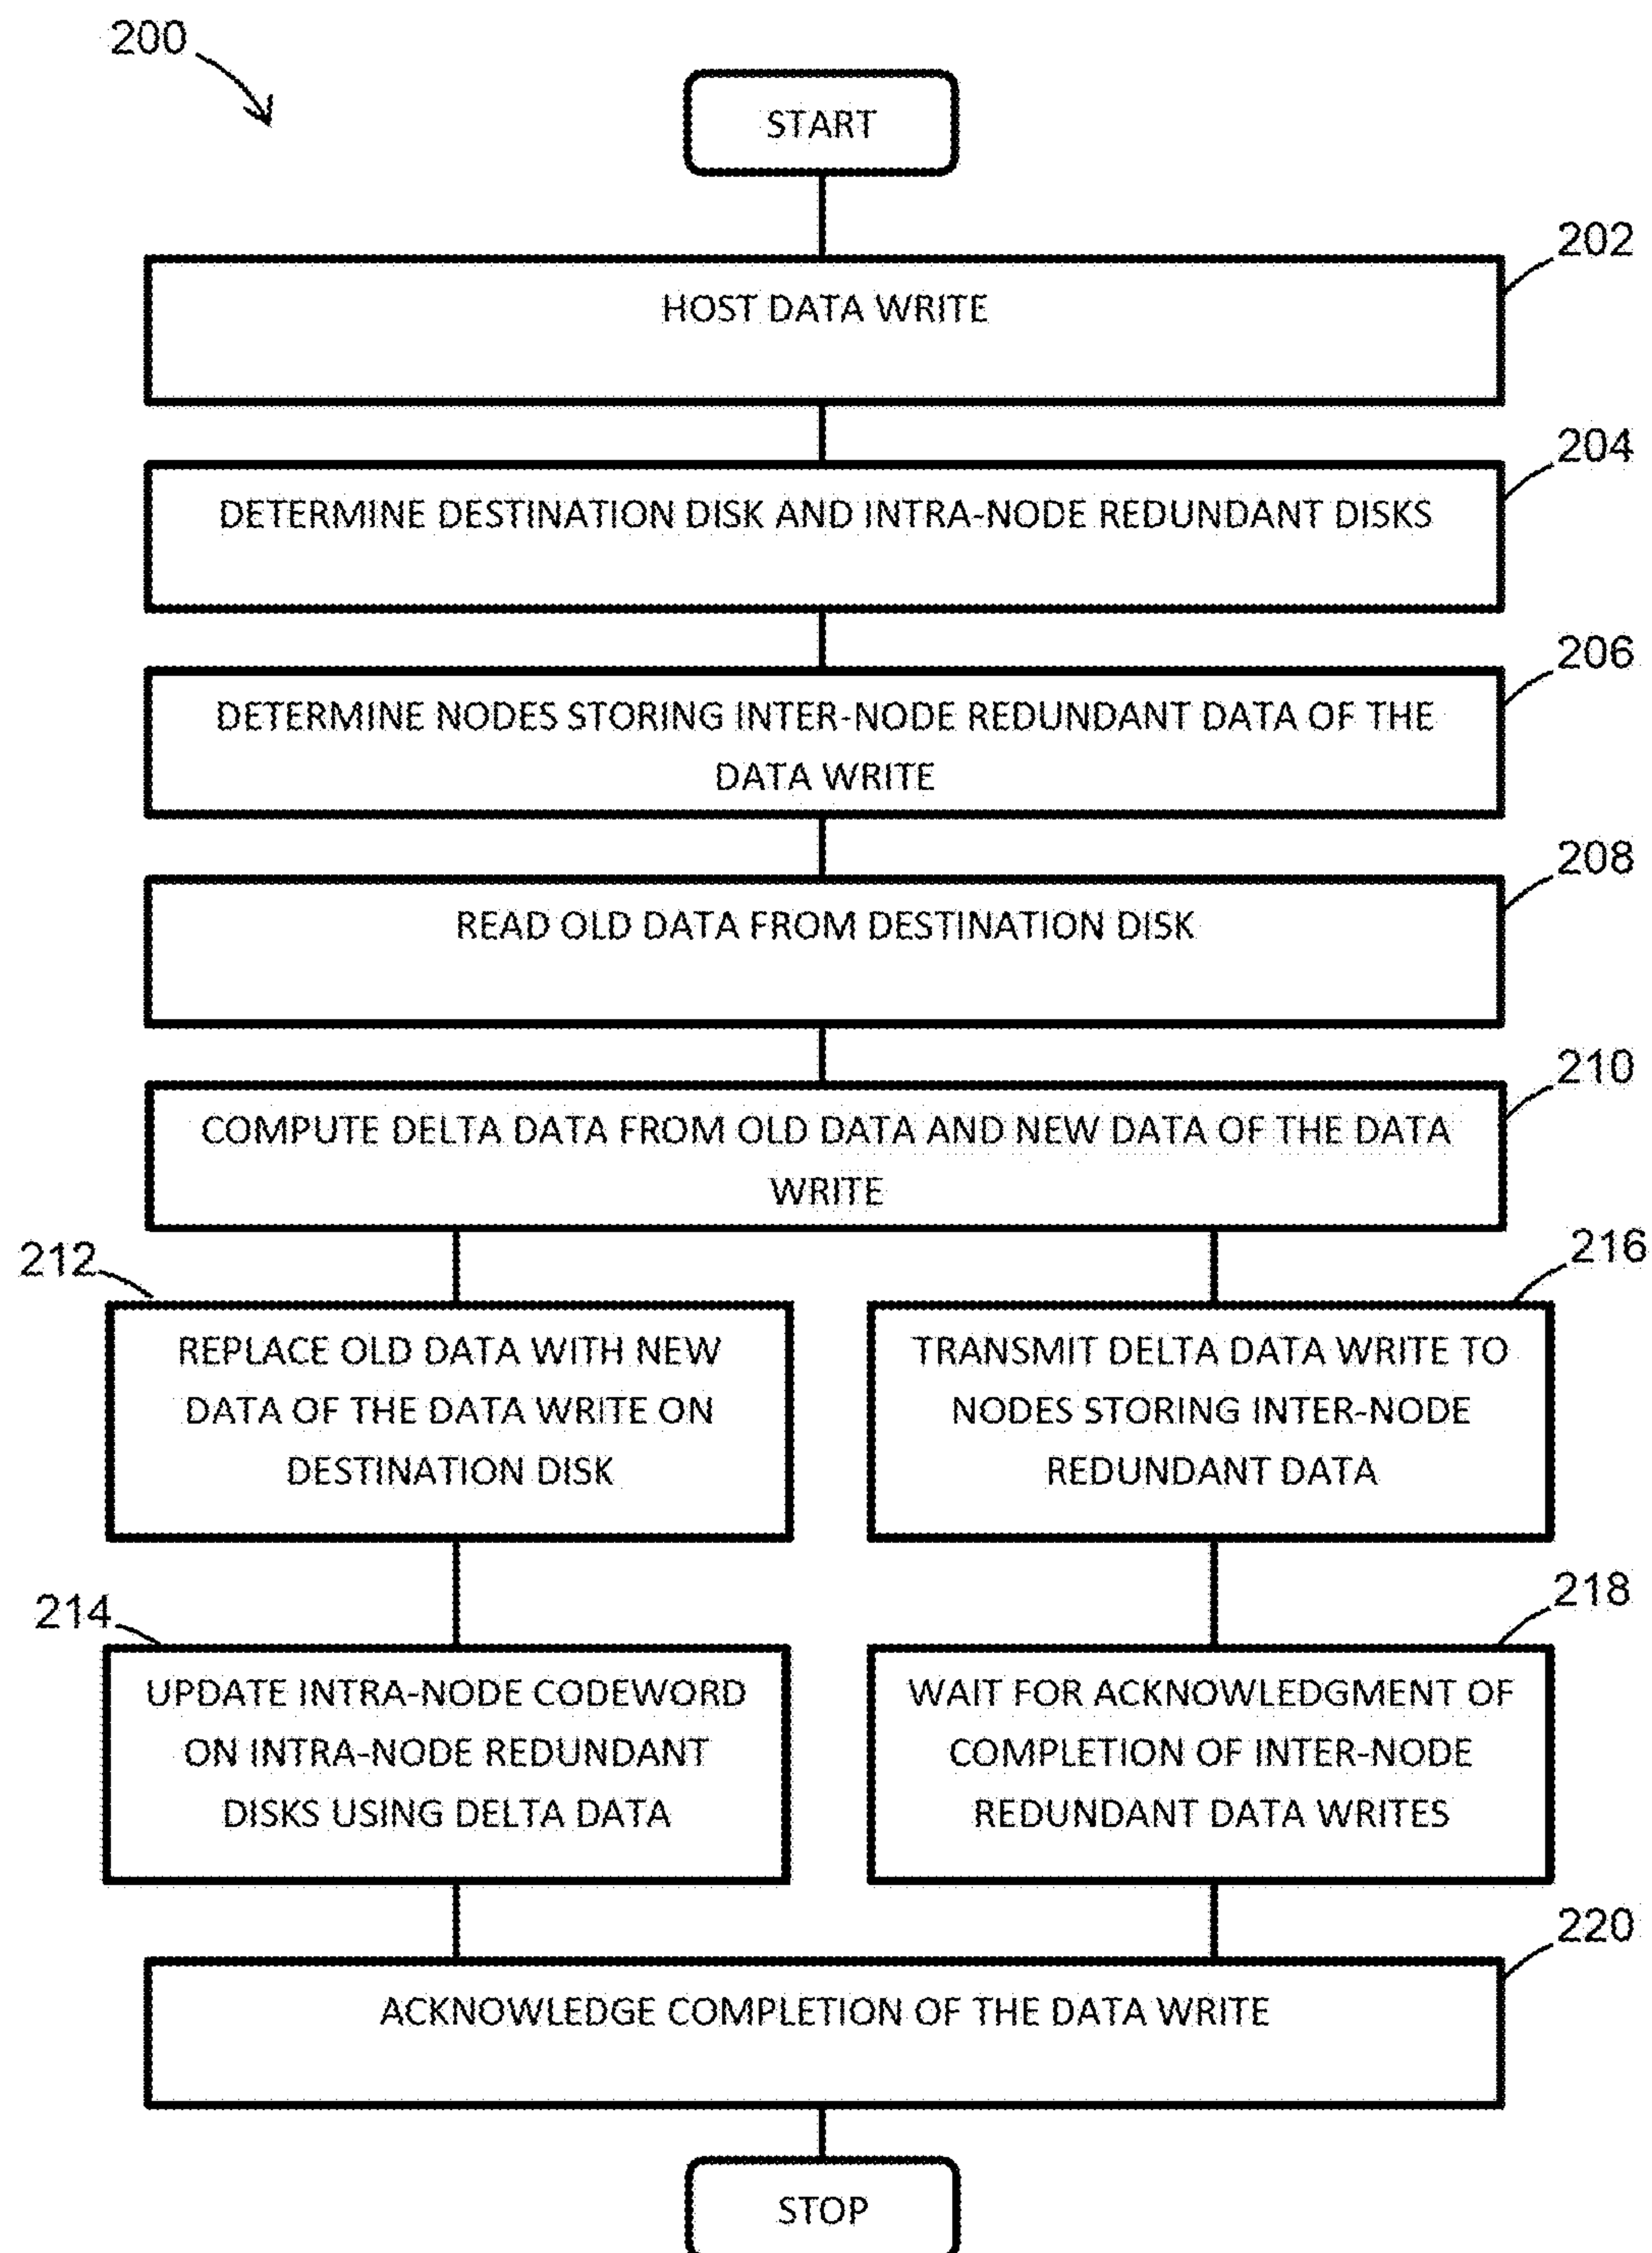 200
START
202
HOST DATA WRITE
204
DETERMINE DESTINATION DISK AND INTRA-NODE REDUNDANT DISKS
206
DETERMINE NODES STORING INTER-NODE REDUNDANT DATA OF THE
DATA WRITE
208
READ OLD DATA FROM DESTINATION DISK
210
COMPUTE DELTA DATA FROM OLD DATA AND NEW DATA OF THE DATA
WRITE
212
REPLACE OLD DATA WITH NEW
DATA OF THE DATA WRITE ON
DESTINATION DISK
216
TRANSMIT DELTA DATA WRITE TO
NODES STORING INTER-NODE
REDUNDANT DATA
214
UPDATE INTRA-NODE CODEWORD
ON INTRA-NODE REDUNDANT
DISKS USING DELTA DATA
218
WAIT FOR ACKNOWLEDGMENT OF
COMPLETION OF INTER-NODE
REDUNDANT DATA WRITES
220
ACKNOWLEDGE COMPLETION OF THE DATA WRITE
STOP